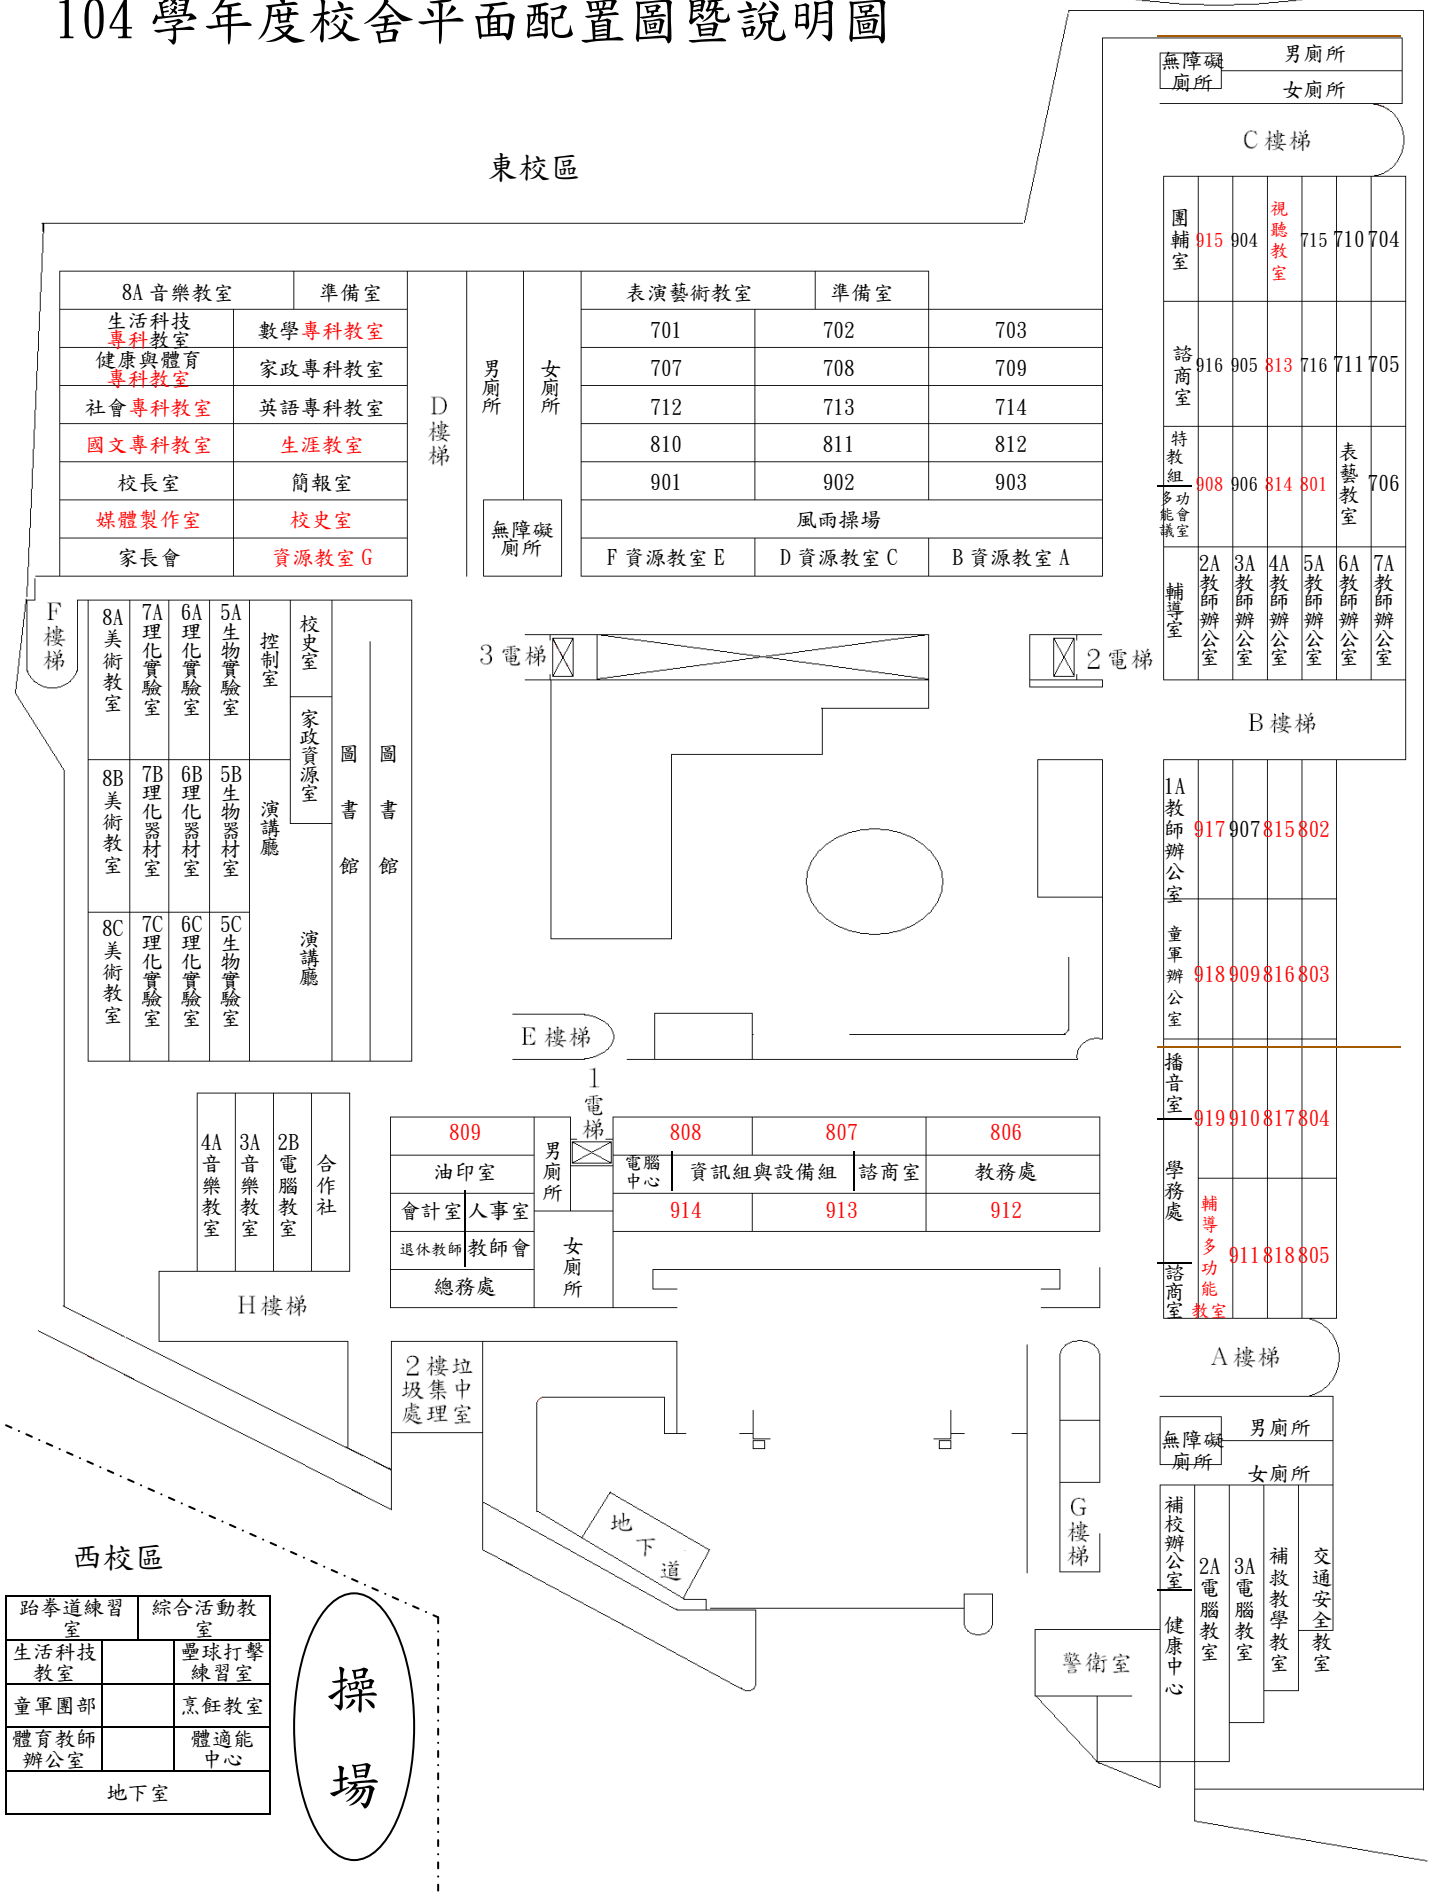 104 學年度校舍平面配置圖暨說明圖
東校區
無障礙
廁所
男廁所
女廁所
C 樓梯
團輔室
915
904
視聽教室
715
710
704
諮商室
916
905
813
716
711
705
特教組
多功能會議室
908
906
814
801
表藝教室
706
輔導室
2A教師辦公室
3A教師辦公室
4A教師辦公室
5A教師辦公室
6A教師辦公室
7A教師辦公室
B 樓梯
1A教師辦公室
917
907
815
802
童軍辦公室
918
909
816
803
播音室
919
910
817
804
學務處
諮商室
輔導多功能教室
911
818
805
A 樓梯
無障礙
廁所
男廁所
女廁所
補校辦公室
健康中心
2A電腦教室
3A電腦教室
補救教學教室
交通安全教室
8A 音樂教室
準備室
生活科技
專科教室
數學專科教室
健康與體育
專科教室
家政專科教室
社會專科教室
英語專科教室
國文專科教室
生涯教室
校長室
簡報室
媒體製作室
校史室
家長會
資源教室 G
D樓梯
男廁所
女廁所
無障礙
廁所
表演藝術教室
準備室
701
702
703
707
708
709
712
713
714
810
811
812
901
902
903
風雨操場
F 資源教室 E
D 資源教室 C
B 資源教室 A
F樓梯
8A美術教室
7A理化實驗室
6A理化實驗室
5A生物實驗室
控制室
校史室
家政資源室
圖書館
圖書館
8B美術教室
7B理化器材室
6B理化器材室
5B生物器材室
演講廳
8C美術教室
7C理化實驗室
6C理化實驗室
5C生物實驗室
演講廳
3 電梯
2 電梯
E 樓梯
1電梯
4A音樂教室
3A音樂教室
2B電腦教室
合作社
H 樓梯
809
油印室
會計室
人事室
退休教師
教師會
總務處
男廁所
女廁所
808
807
806
電腦
中心
資訊組與設備組
諮商室
教務處
914
913
912
2 樓垃
圾集中
處理室
地下道
G樓梯
警衛室
西校區
跆拳道練習
室
綜合活動教
室
生活科技
教室
壘球打擊
練習室
童軍團部
烹飪教室
體育教師
辦公室
體適能
中心
地下室
操場